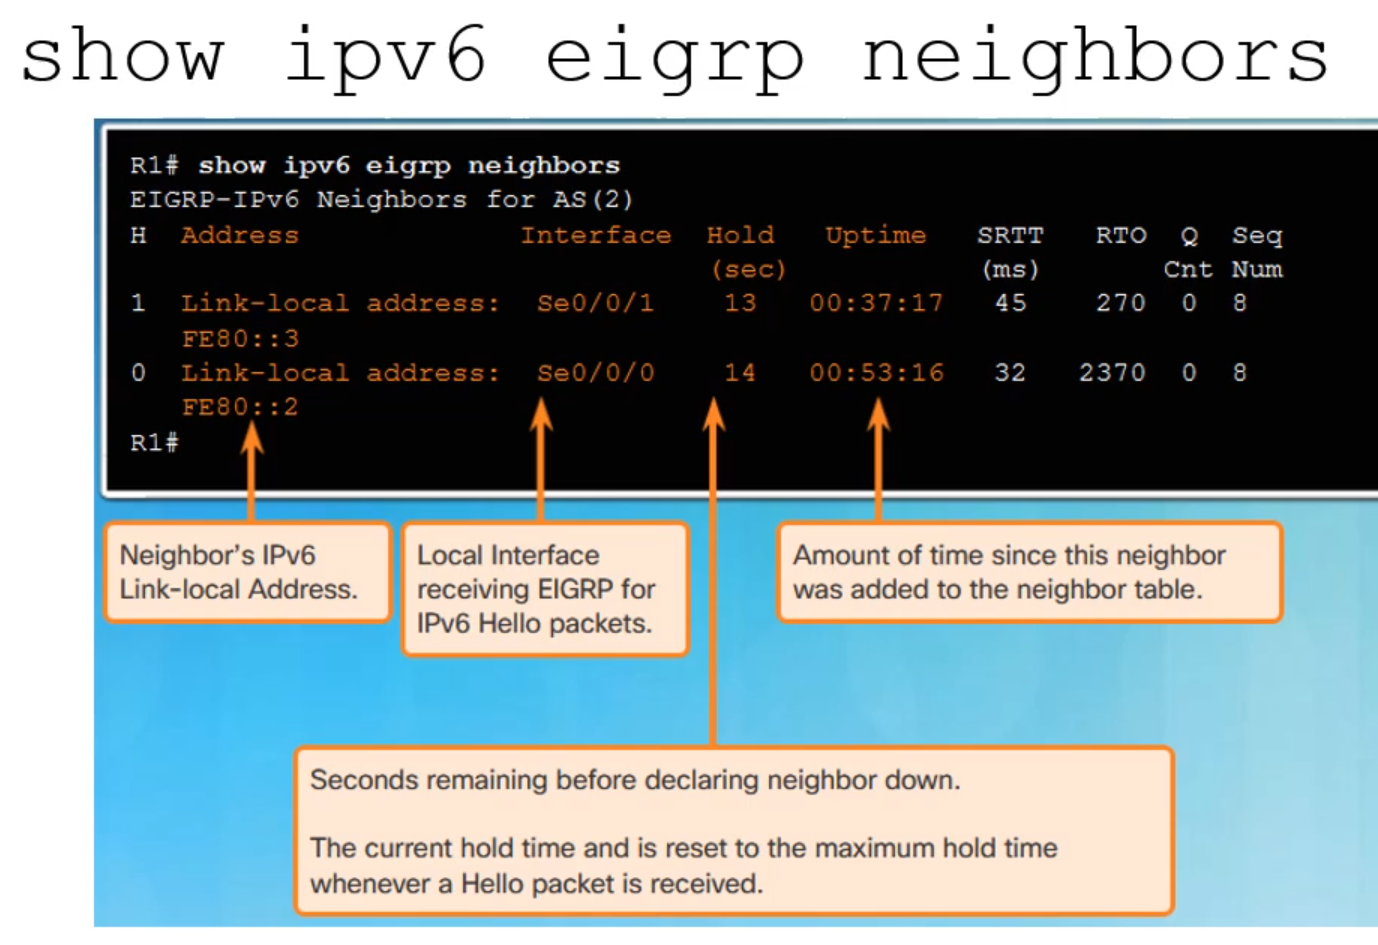 show ipv6 eigrp neighbors
R1# show ipv6 eigrp neighbors
EIGRP-IPv6 Neighbors for AS(2)
H Address Interface Hold Uptime SRTT RTO Q Seq
(sec) (ms) Cnt Num
1 Link-local address: Se0/0/1 13 00:37:17 45 270 0 8
FE80::3
0 Link-local address: Se0/0/0 14 00:53:16 32 2370 0 8
FE80::2
R1#
Neighbor's IPv6
Link-local Address.
Local Interface
receiving EIGRP for
IPv6 Hello packets.
Amount of time since this neighbor
was added to the neighbor table.
Seconds remaining before declaring neighbor down.
The current hold time and is reset to the maximum hold time
whenever a Hello packet is received.